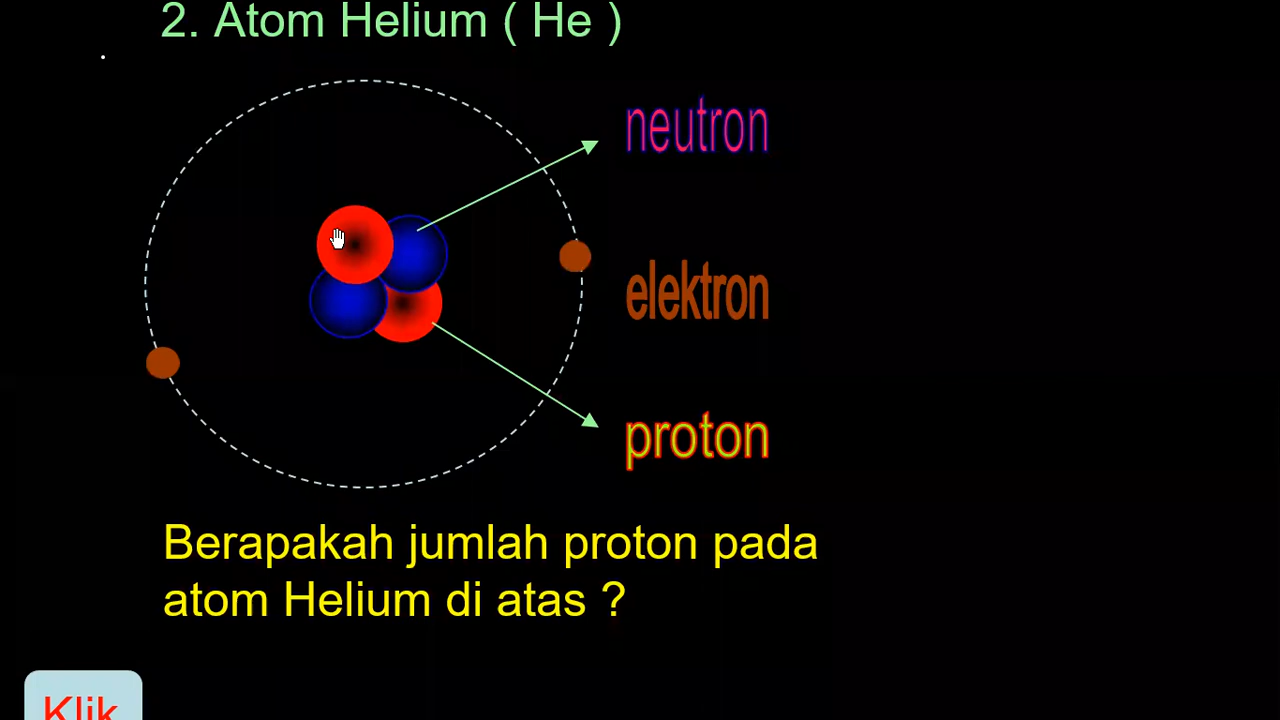 2. Atom Helium ( He )
neutron
elektron
proton
Berapakah jumlah proton pada
atom Helium di atas ?
Klik